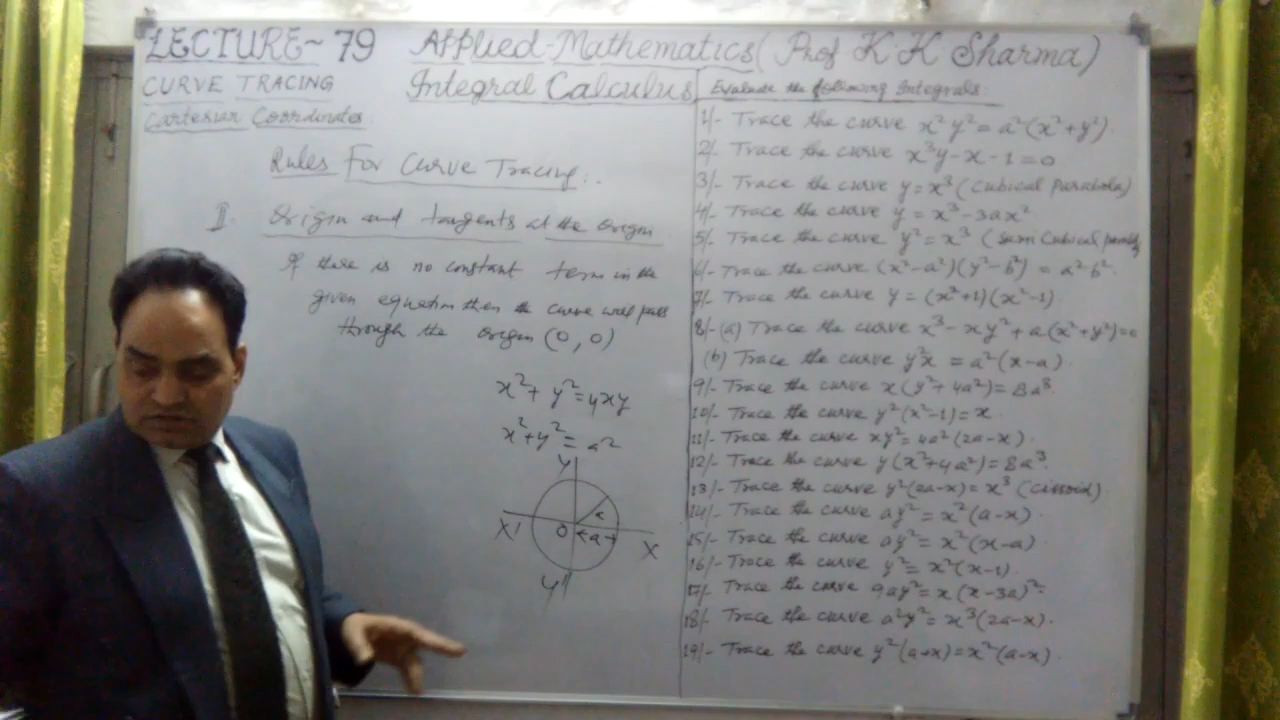 LECTURE~79 Applied-Mathematics (Prof K.K Sharma)
CURVE TRACING Integral Calculus
Cartesian Coordinates
Rules For Curve Tracing:.
II. Origin and tangents at the Origin
If there is no constant term in the
given equation then the curve will pass
through the origin (0,0)
x²+y²=4xy
x²+y²=a²
Y
X' O a X
Y'
Evaluate the following Integrals:
1/- Trace the curve x²y²=a²(x²+y²).
2/- Trace the curve x³y-x-1=0
3/- Trace the curve y=x³ (Cubical Parabola)
4/- Trace the curve y=x³-3ax²
5/- Trace the curve y²=x³ (Semi Cubical
6/- Trace the curve (x²-a²)(y²-b²) = a²b².
7/- Trace the curve y=(x²+1)(x²-1).
8/-(a) Trace the curve x³-xy²+a(x²+y²)=0
(b) Trace the curve y²x = a²(x-a).
9/- Trace the curve x(y²+4a²)=8a³.
10/- Trace the curve y²(x²-1)=x.
11/- Trace the curve xy²=4a²(2a-x).
12/- Trace the curve y(x²+4a²)=8a³.
13/- Trace the curve y²(2a-x)=x³ (Cissoid).
14/- Trace the curve ay²=x²(a-x).
15/- Trace the curve ay²=x²(x-a).
16/- Trace the curve y²=x²(x-1).
17/- Trace the curve 9ay²=x(x-3a)².
18/- Trace the curve a²y²=x³(2a-x).
19/- Trace the curve y²(a+x)=x²(a-x).